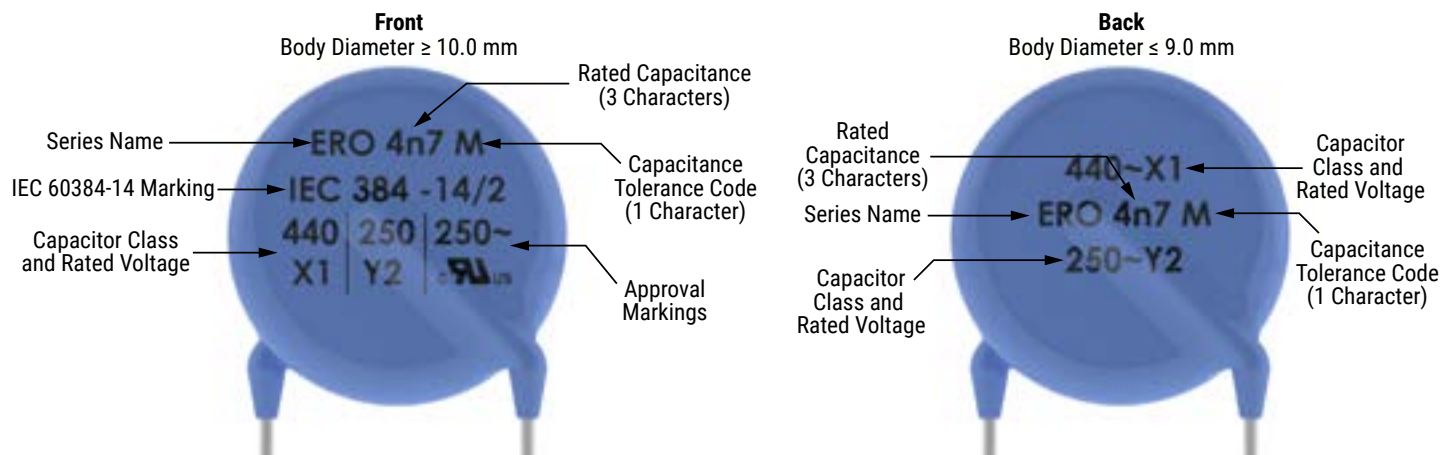 Front
Body Diameter ≥ 10.0 mm
Rated Capacitance
(3 Characters)
Series Name
ERO 4n7 M
Capacitance
Tolerance Code
(1 Character)
IEC 60384-14 Marking
IEC 384 -14/2
Capacitor Class
and Rated Voltage
440 250 250~
X1 Y2 c RU us
Approval
Markings
Back
Body Diameter ≤ 9.0 mm
Rated
Capacitance
(3 Characters)
Capacitor
Class and
Rated Voltage
440~X1
Series Name
ERO 4n7 M
Capacitance
Tolerance Code
(1 Character)
250~Y2
Capacitor
Class and
Rated Voltage